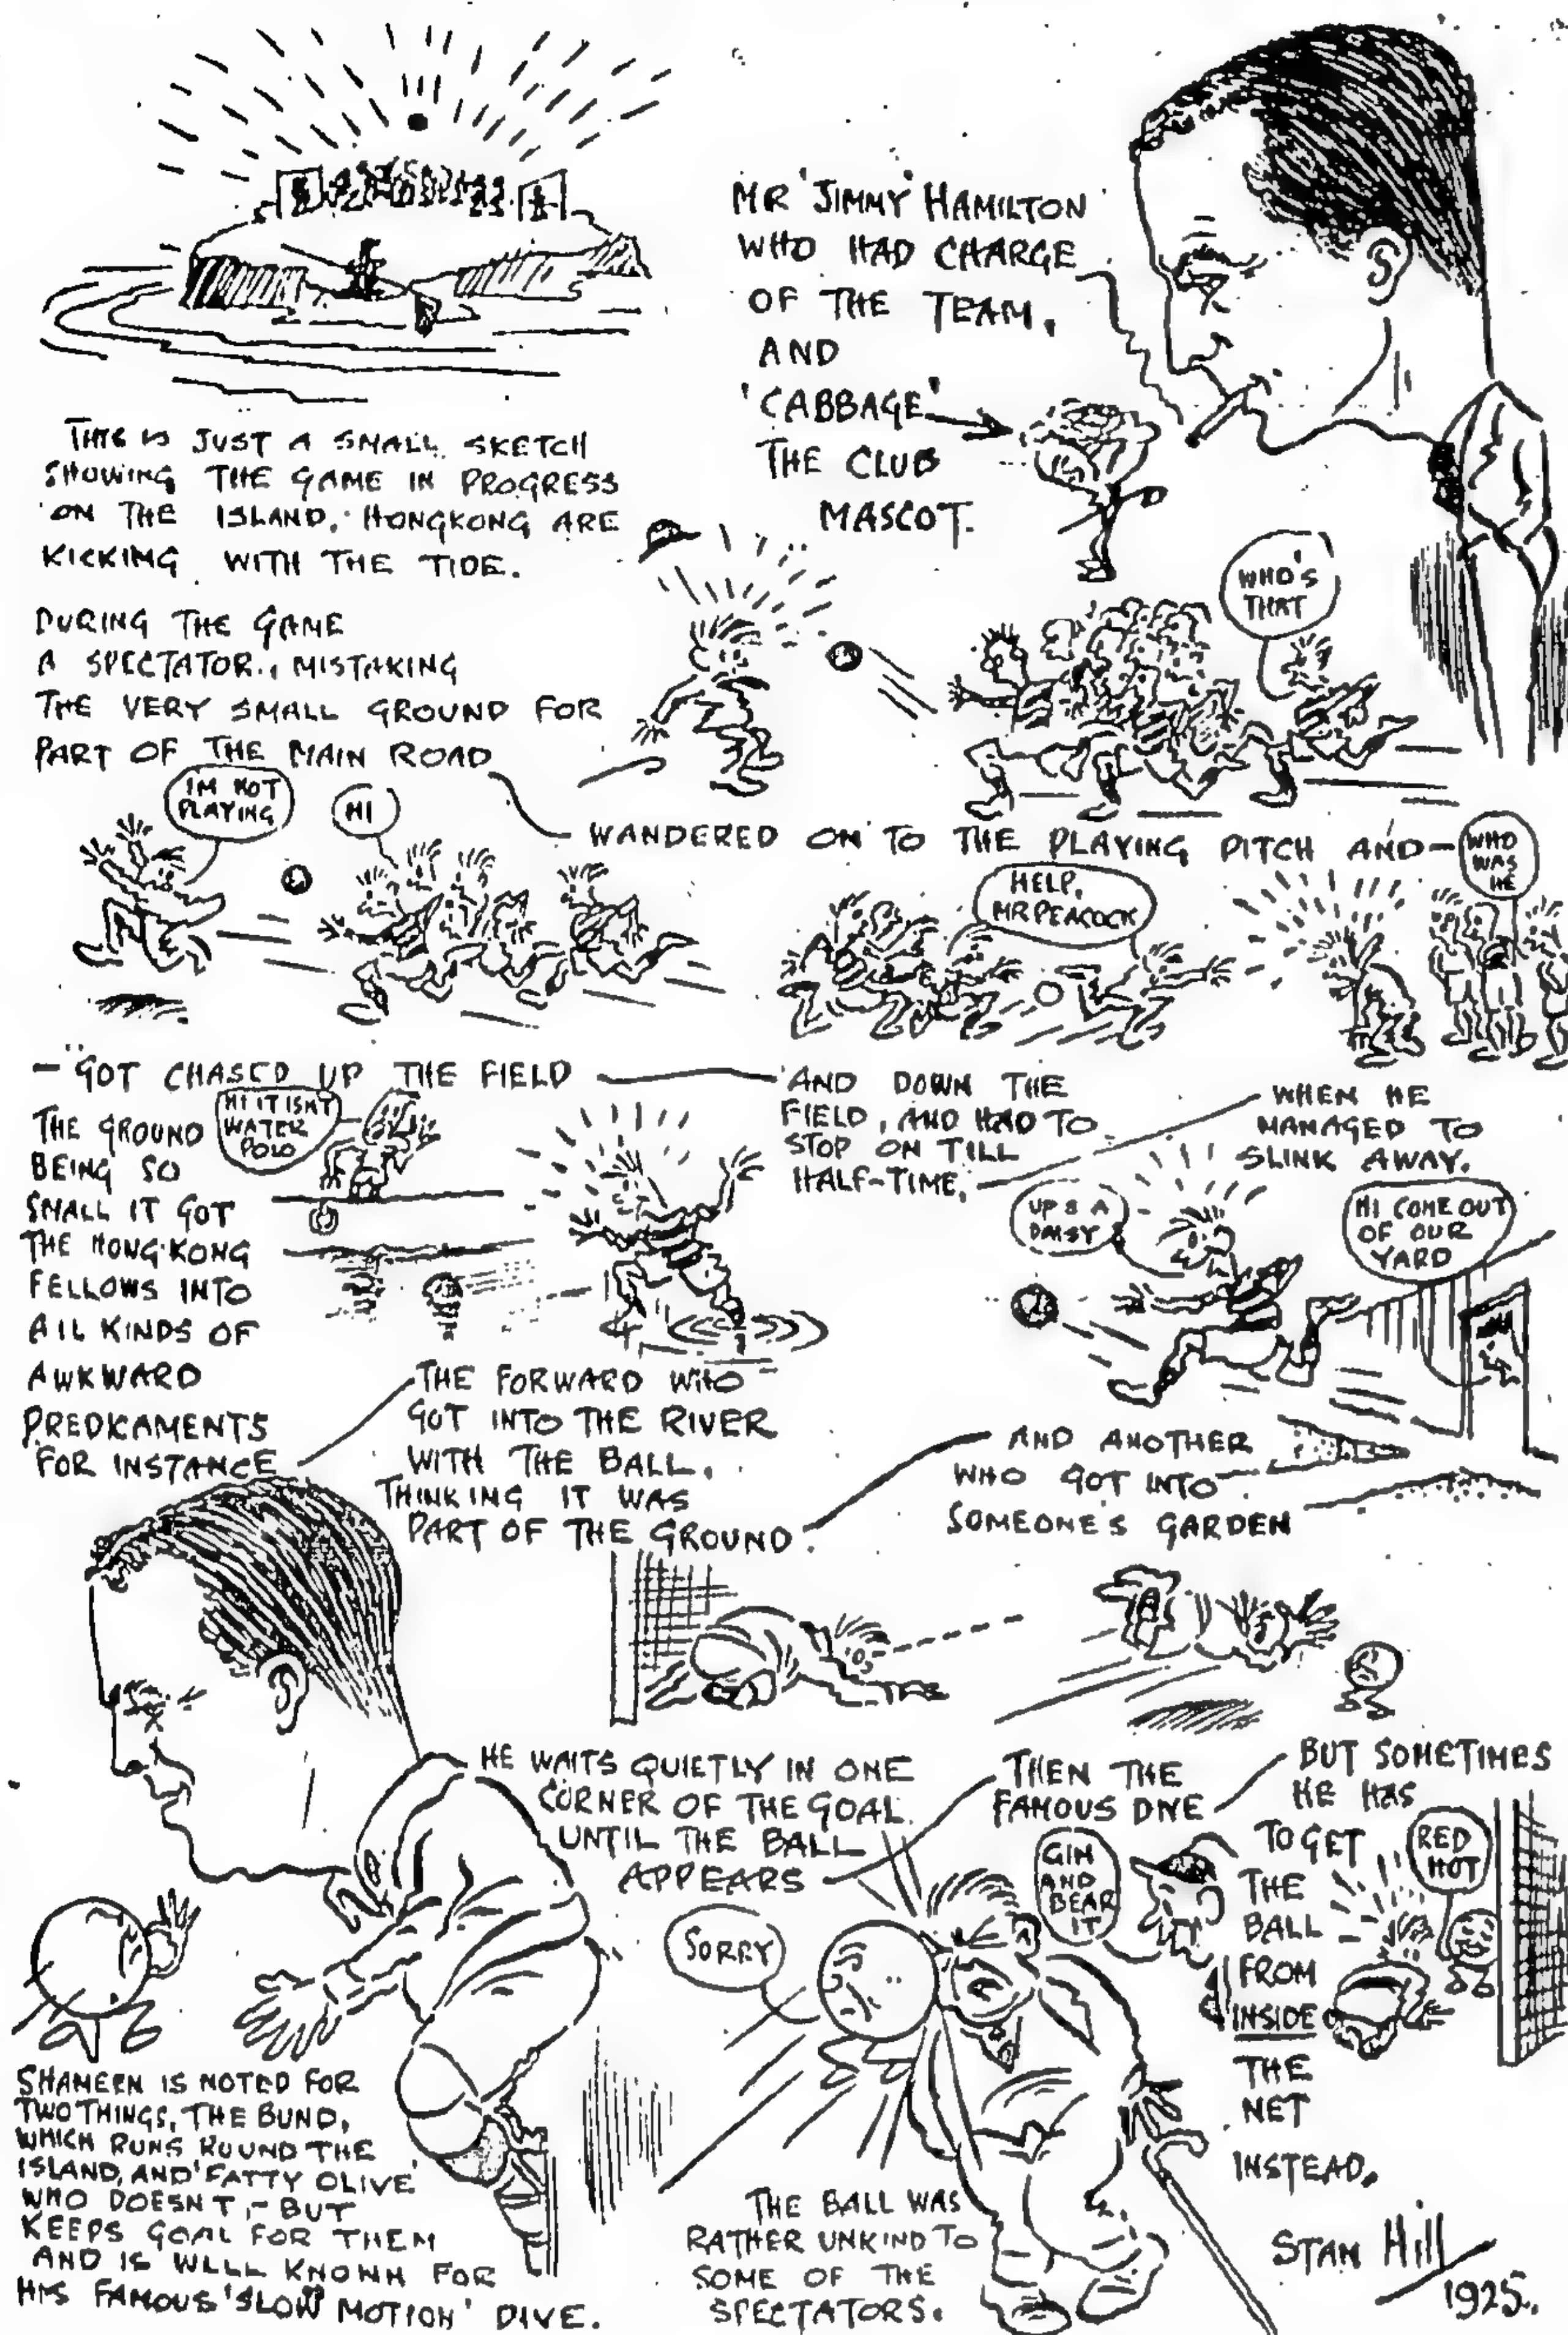 MR 'JIMMY' HAMILTON
WHO HAD CHARGE
OF THE TEAM,
AND
'CABBAGE'
THE CLUB
MASCOT.
THIS IS JUST A SMALL SKETCH
SHOWING THE GAME IN PROGRESS
ON THE ISLAND, HONGKONG ARE
KICKING WITH THE TIDE.
WHO'S
THAT
DURING THE GAME
A SPECTATOR, MISTAKING
THE VERY SMALL GROUND FOR
PART OF THE MAIN ROAD
WANDERED ON TO THE PLAYING PITCH AND —
IM NOT
PLAYING
HI
HELP,
MR PEACOCK
WHO
WAS
HE
— GOT CHASED UP THE FIELD
AND DOWN THE
FIELD, AND HAD TO
STOP ON TILL
HALF-TIME,
WHEN HE
MANAGED TO
SLINK AWAY.
THE GROUND
BEING SO
SMALL IT GOT
THE HONG KONG
FELLOWS INTO
ALL KINDS OF
AWKWARD
PREDICAMENTS
FOR INSTANCE
HI IT ISN'T
WATER
POLO
THE FORWARD WHO
GOT INTO THE RIVER
WITH THE BALL,
THINKING IT WAS
PART OF THE GROUND.
UPS A
DAISY
HI COME OUT
OF OUR
YARD
AND ANOTHER
WHO GOT INTO
SOMEONE'S GARDEN
HE WAITS QUIETLY IN ONE
CORNER OF THE GOAL
UNTIL THE BALL
APPEARS
THEN THE
FAMOUS DIVE
BUT SOMETIMES
HE HAS
TO GET
THE
BALL
FROM
INSIDE
THE
NET
INSTEAD.
RED
HOT
GIN
AND
BEAR
IT
SORRY
SHAMEEN IS NOTED FOR
TWO THINGS, THE BUND,
WHICH RUNS ROUND THE
ISLAND, AND 'FATTY OLIVE'
WHO DOESN'T, – BUT
KEEPS GOAL FOR THEM
AND IS WELL KNOWN FOR
HIS FAMOUS 'SLOW MOTION' DIVE.
THE BALL WAS
RATHER UNKIND TO
SOME OF THE
SPECTATORS.
STAN Hill
1925.